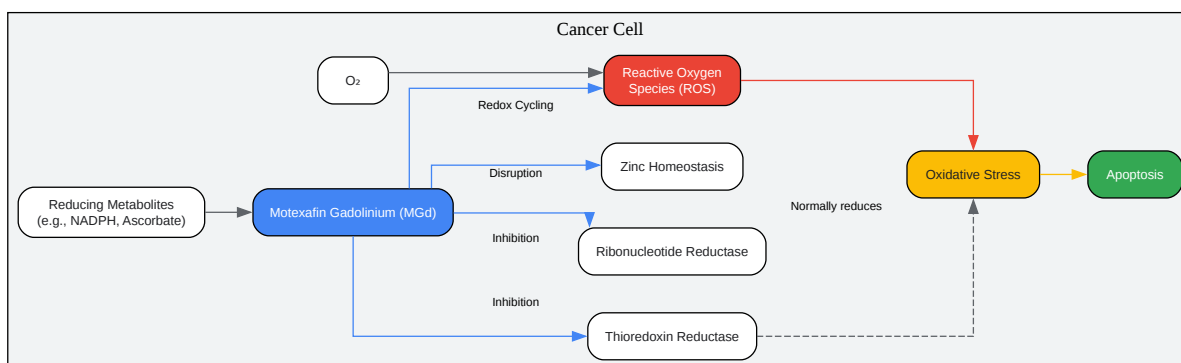 Cancer Cell
O₂
Reactive Oxygen
Species (ROS)
Redox Cycling
Zinc Homeostasis
Disruption
Oxidative Stress
Apoptosis
Reducing Metabolites
(e.g., NADPH, Ascorbate)
Motexafin Gadolinium (MGd)
Normally reduces
Inhibition
Ribonucleotide Reductase
Inhibition
Thioredoxin Reductase